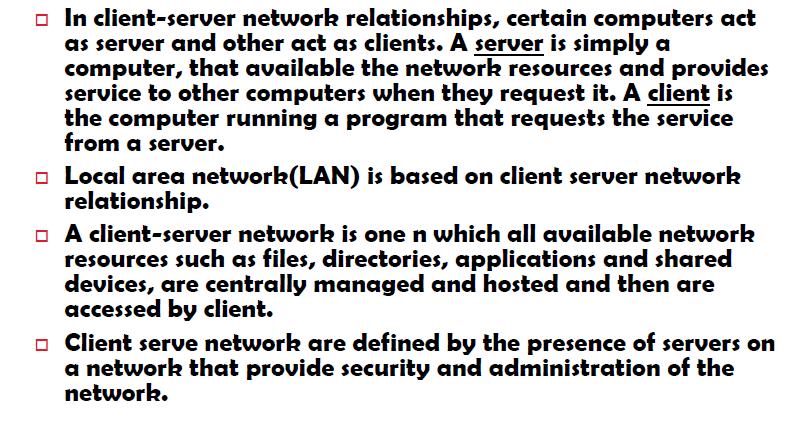 In client-server network relationships, certain computers act
as server and other act as clients. A server is simply a
computer, that available the network resources and provides
service to other computers when they request it. A client is
the computer running a program that requests the service
from a server.
Local area network(LAN) is based on client server network
relationship.
A client-server network is one n which all available network
resources such as files, directories, applications and shared
devices, are centrally managed and hosted and then are
accessed by client.
Client serve network are defined by the presence of servers on
a network that provide security and administration of the
network.